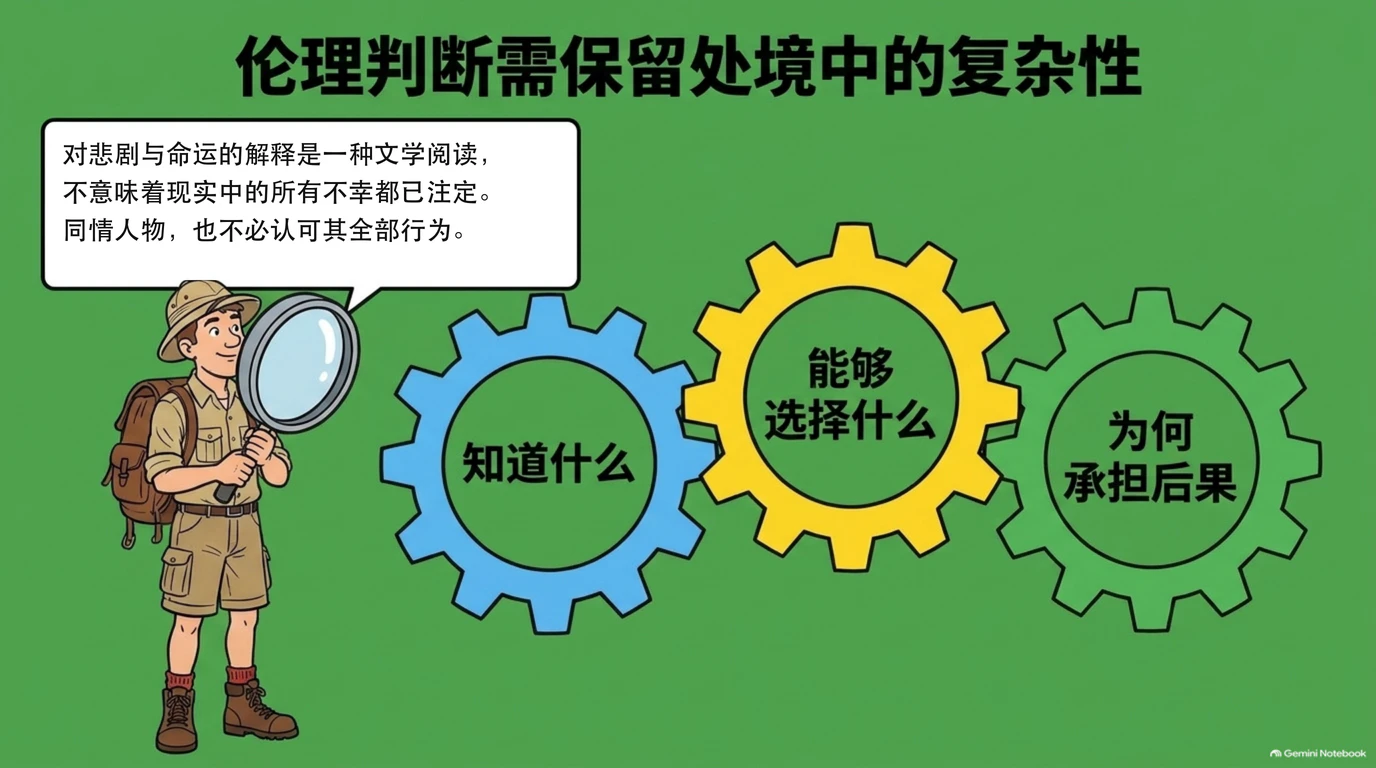 伦理判断需保留处境中的复杂性
对悲剧与命运的解释是一种文学阅读，
不意味着现实中的所有不幸都已注定。
同情人物，也不必认可其全部行为。
知道什么
能够
选择什么
为何
承担后果
Gemini Notebook